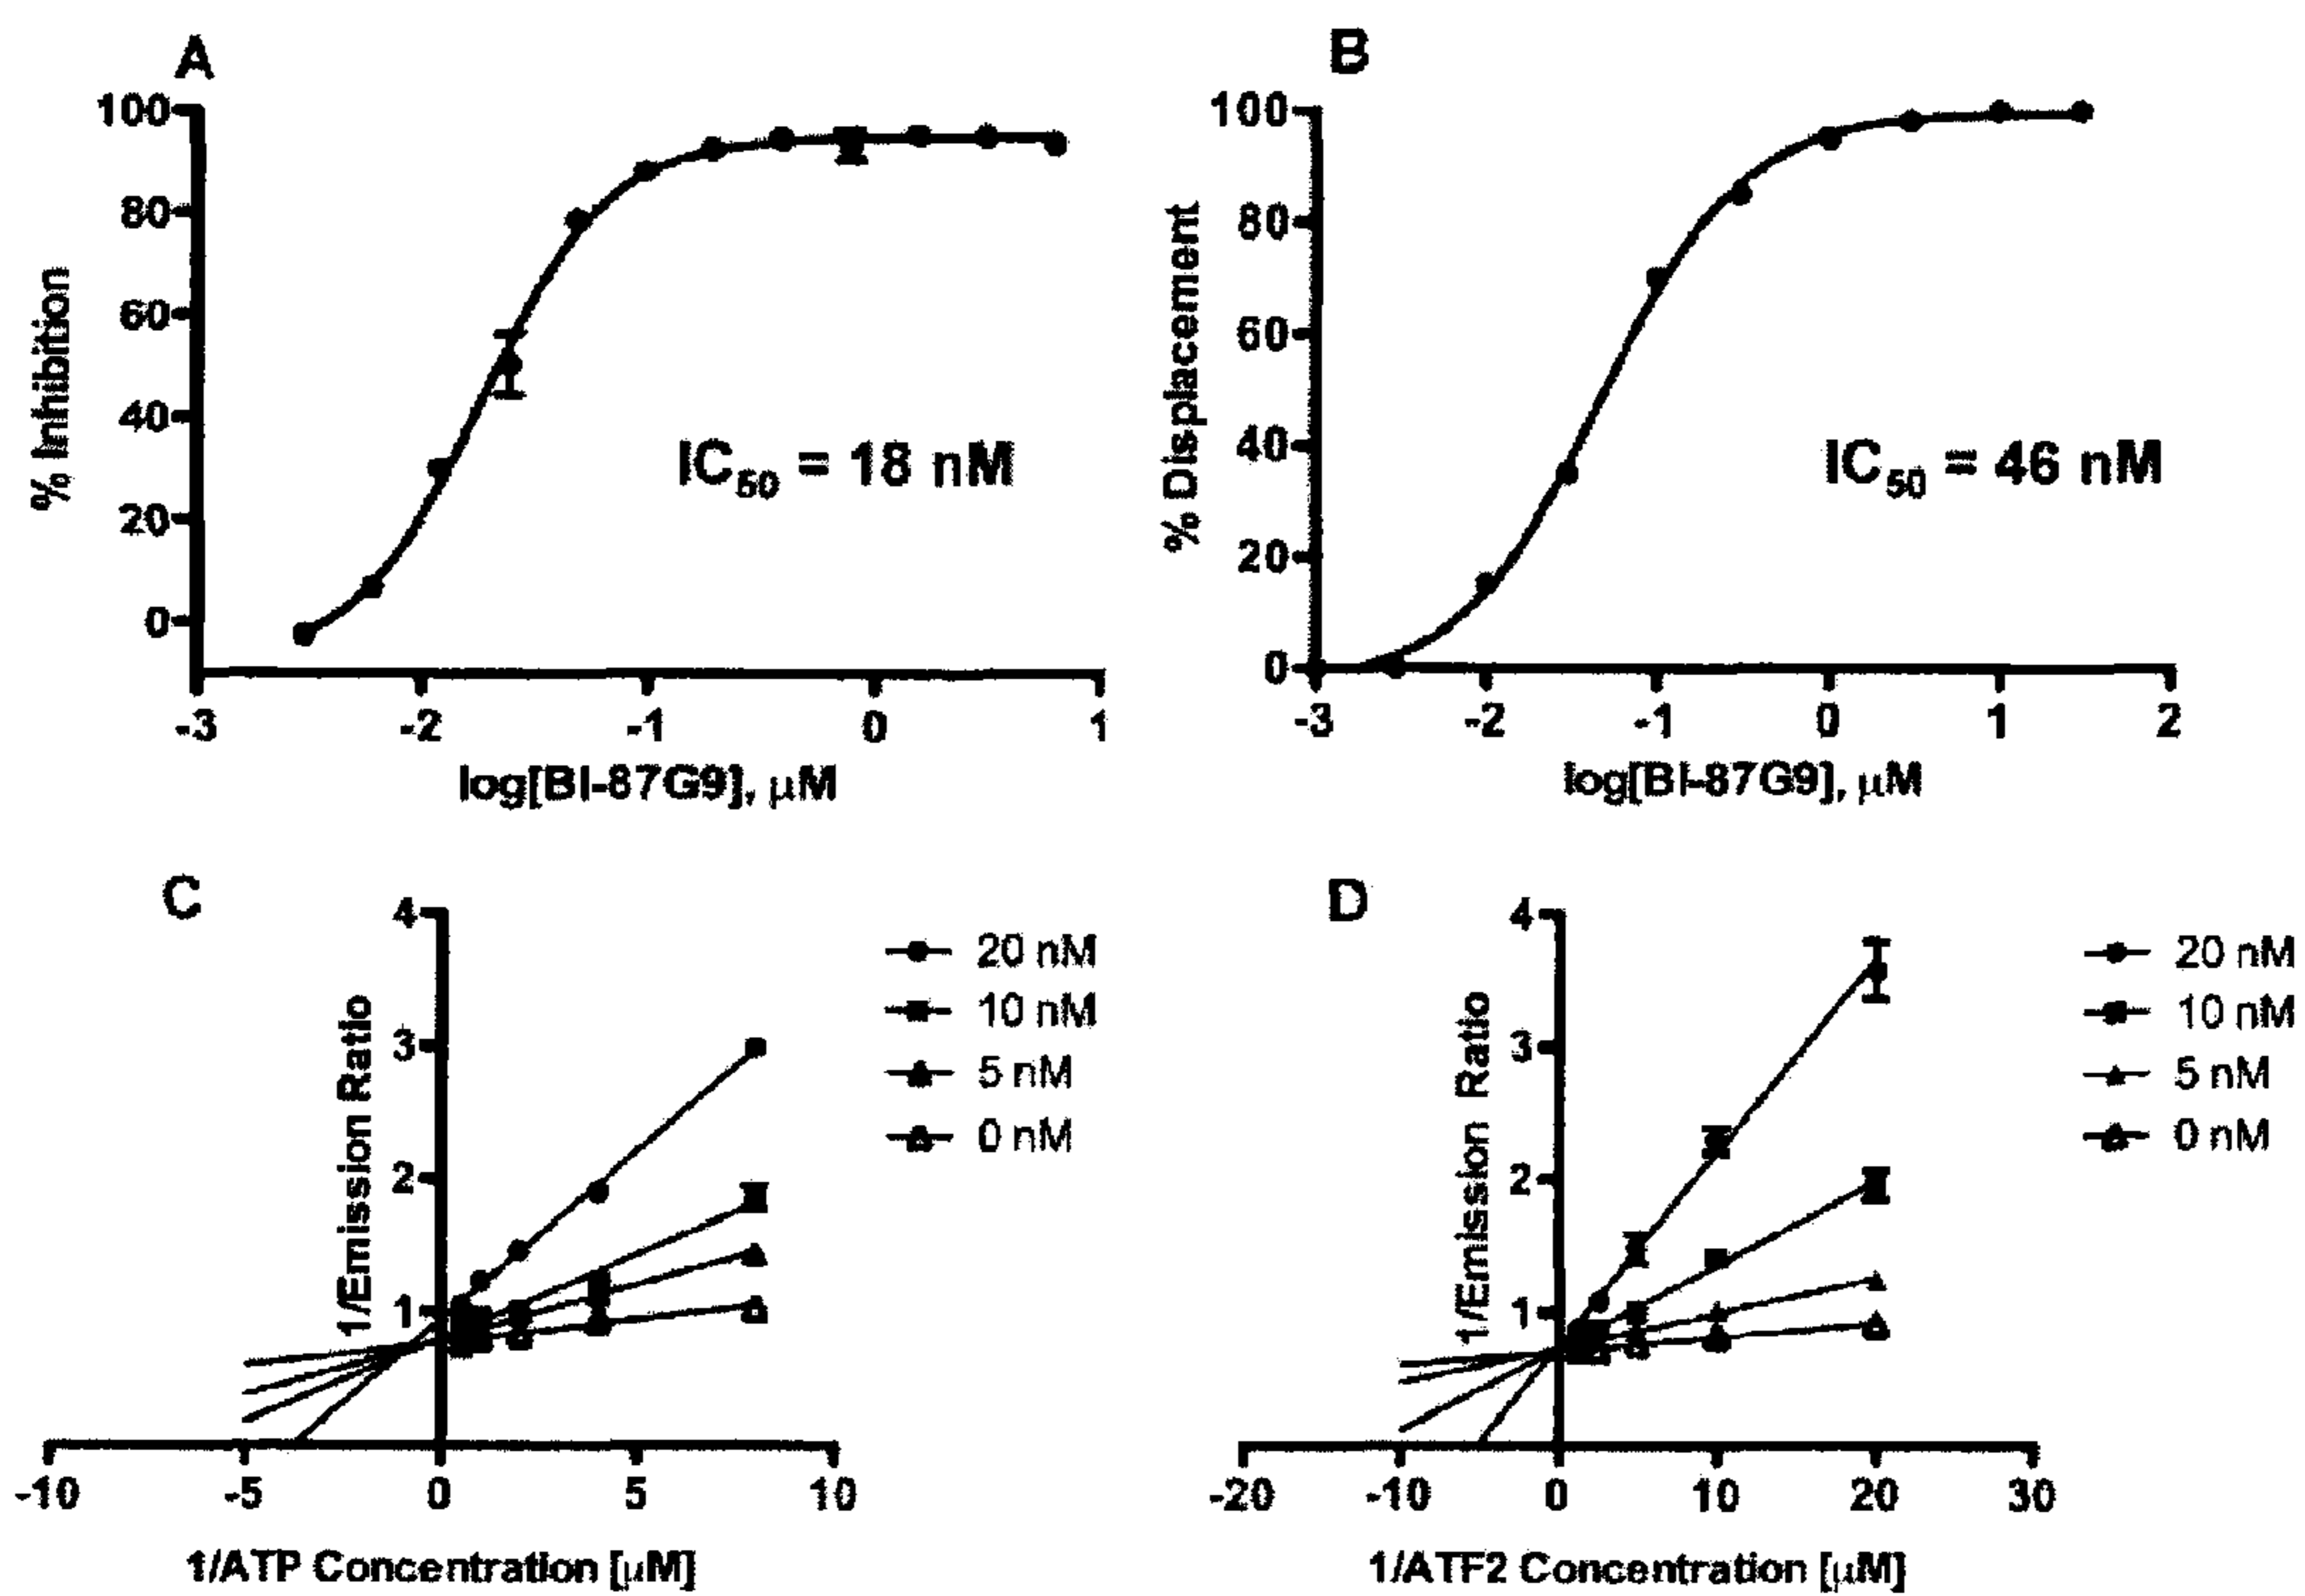 A
100
80
60
40
20
0
% Inhibition
IC50 = 18 nM
-3 -2 -1 0 1
log[BI-87G9], μM
B
100
80
60
40
20
0
% Displacement
IC50 = 46 nM
-3 -2 -1 0 1 2
log[BI-87G9], μM
C
4
3
2
1
1/Emission Ratio
20 nM
10 nM
5 nM
0 nM
-10 -5 0 5 10
1/ATP Concentration [μM]
D
4
3
2
1
1/Emission Ratio
20 nM
10 nM
5 nM
0 nM
-20 -10 0 10 20 30
1/ATF2 Concentration [μM]